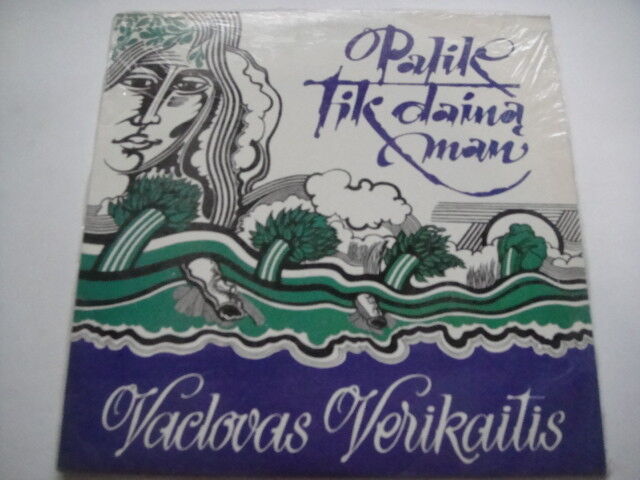 Palik
tik dainą
man
Vaclovas Verikaitis